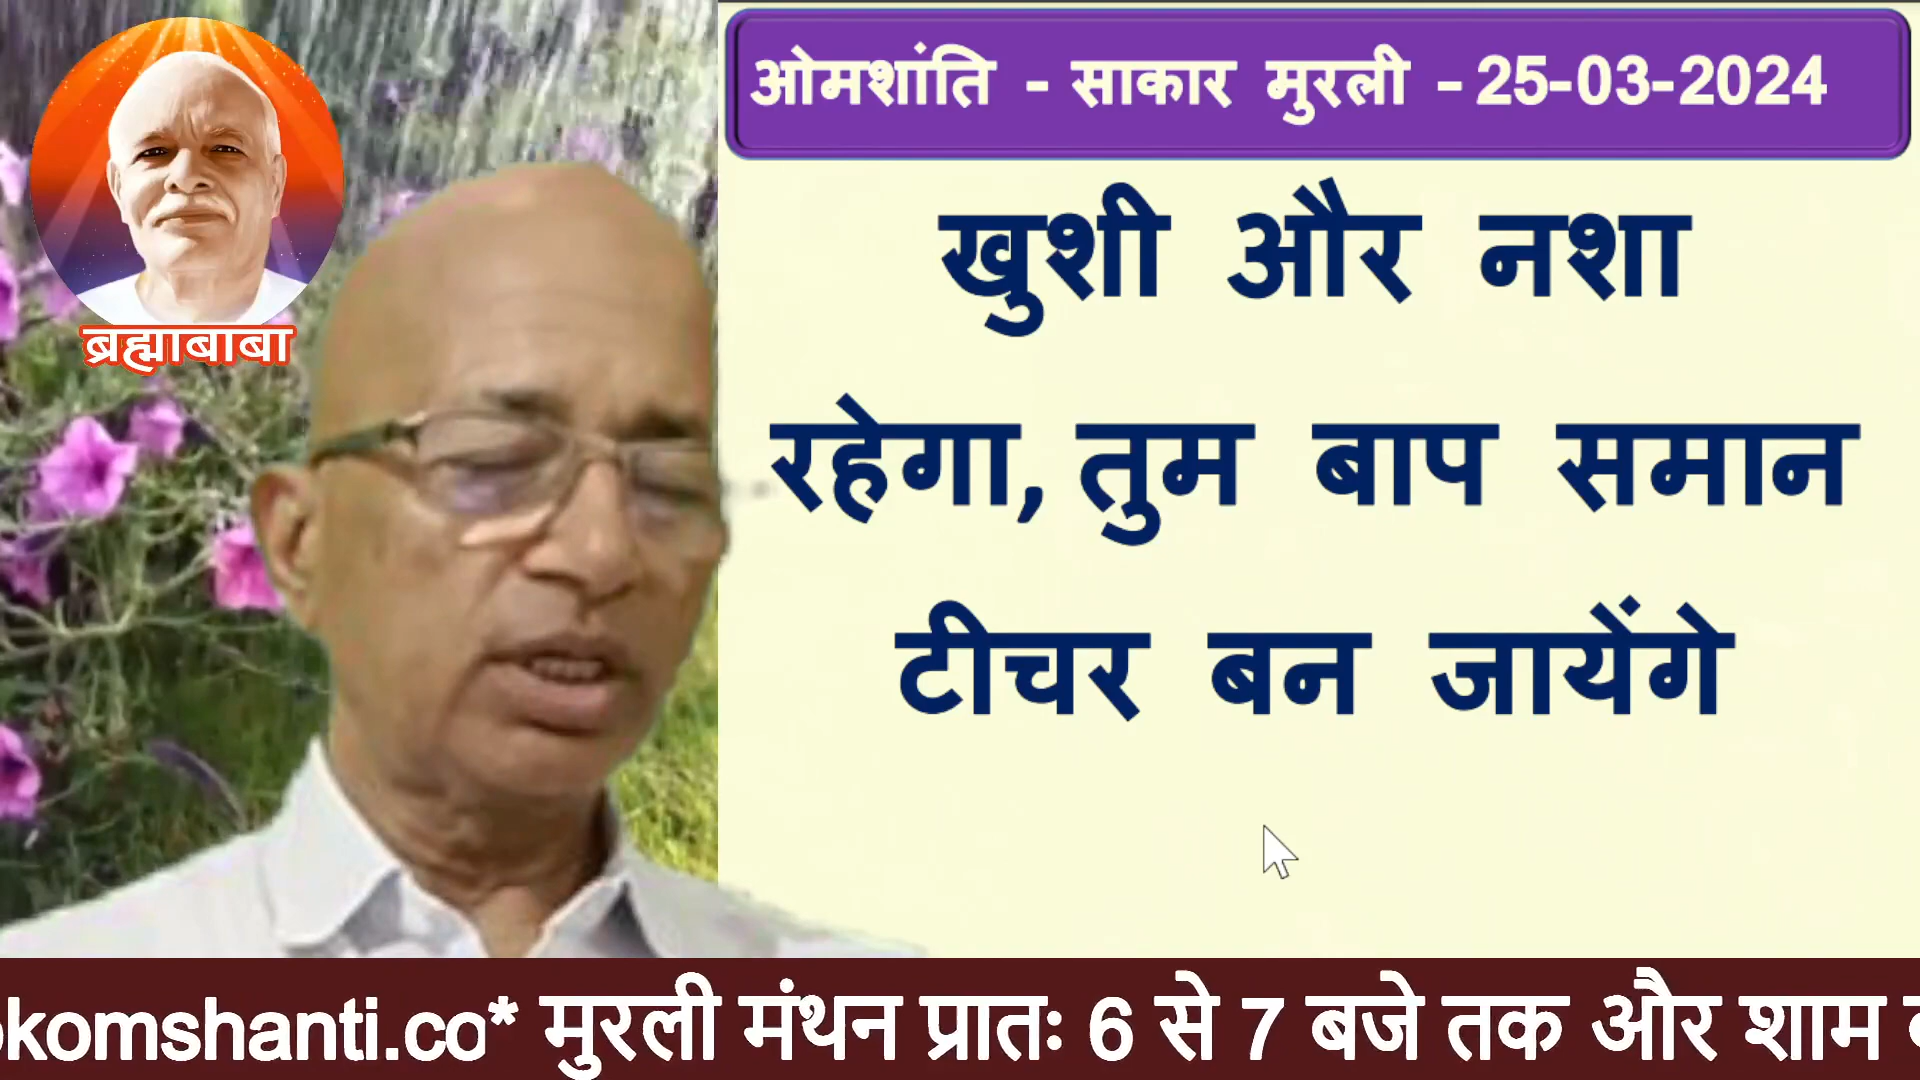 ओमशांति - साकार मुरली - 25-03-2024
ब्रह्माबाबा
खुशी और नशा
रहेगा, तुम बाप समान
टीचर बन जायेंगे
komshanti.co* मुरली मंथन प्रातः 6 से 7 बजे तक और शाम